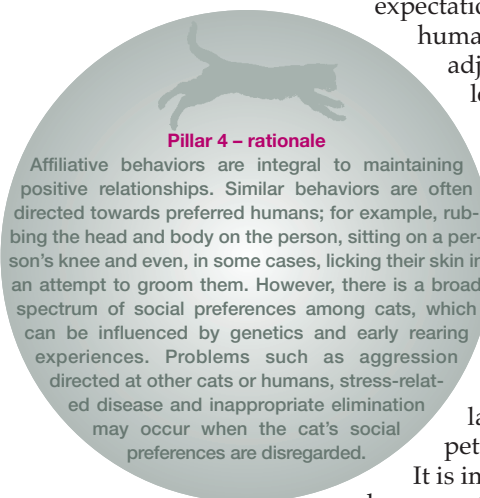 expectatio
huma
adj
le
Pillar 4 – rationale
Affiliative behaviors are integral to maintaining
positive relationships. Similar behaviors are often
directed towards preferred humans; for example, rub-
bing the head and body on the person, sitting on a per-
son's knee and even, in some cases, licking their skin in
an attempt to groom them. However, there is a broad
spectrum of social preferences among cats, which
can be influenced by genetics and early rearing
experiences. Problems such as aggression
directed at other cats or humans, stress-relat-
ed disease and inappropriate elimination
may occur when the cat's social
preferences are disregarded.
la
pet
It is im